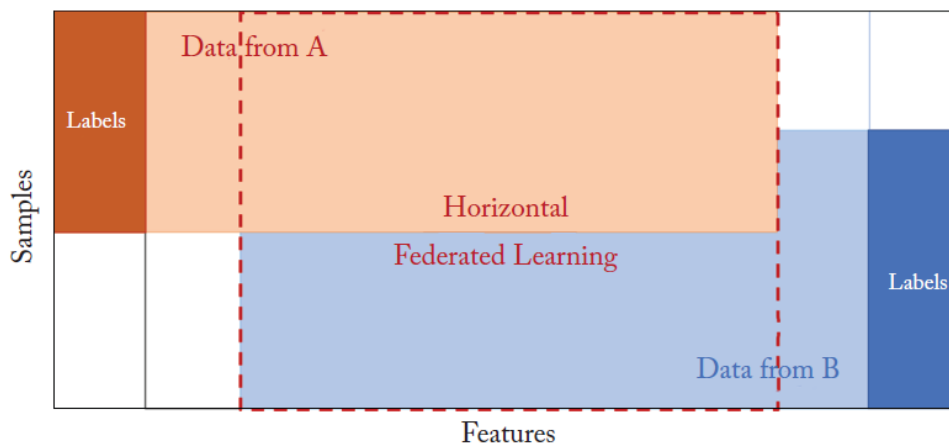 Data from A
Labels
Horizontal
Samples
Federated Learning
Labels
Data from B
Features